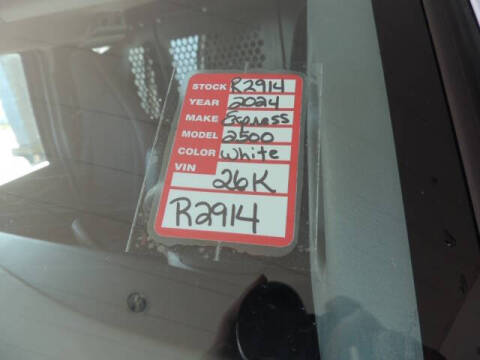 STOCK R2914
YEAR 2024
MAKE Express
MODEL 2500
COLOR White
VIN
26K
R2914